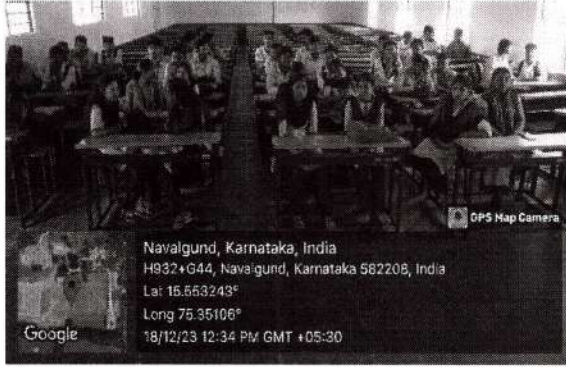 GPS Map Camera
Navalgund, Karnataka, India
H932+G44, Navalgund, Karnataka 582208, India
Lat 15.553243°
Long 75.35106°
18/12/23 12:34 PM GMT +05:30
Google